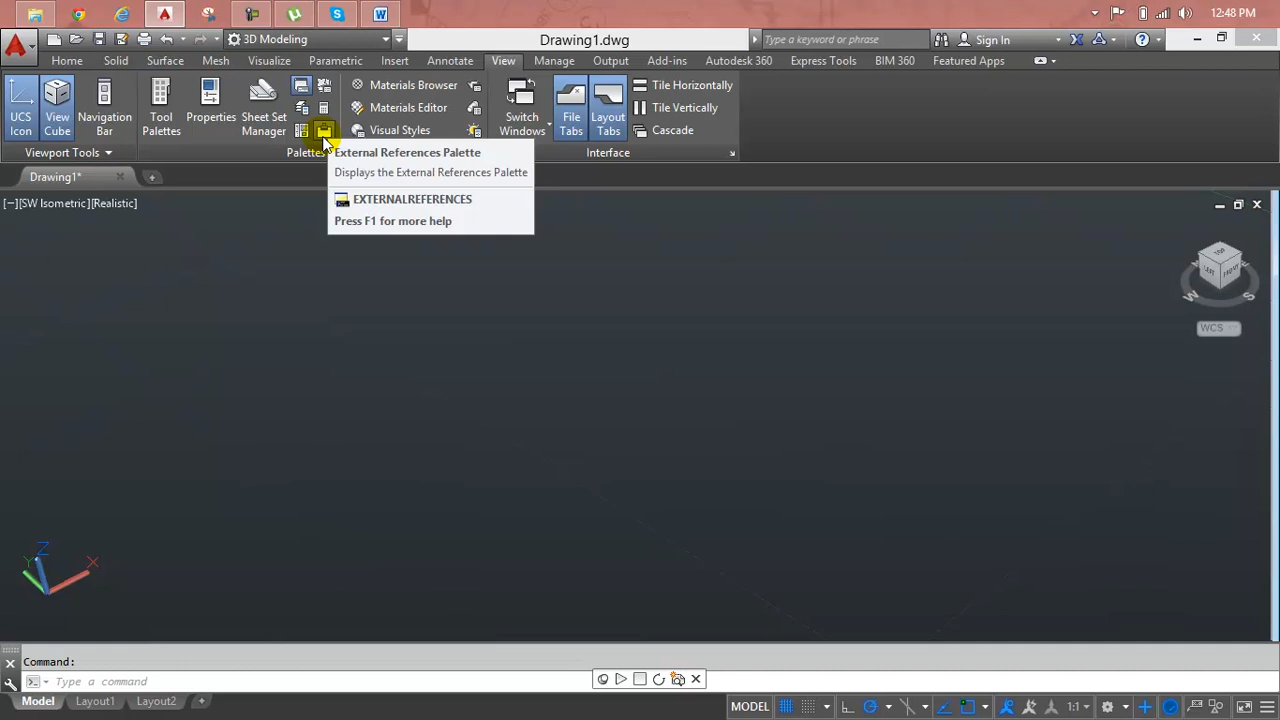 12:48 PM
3D Modeling
Drawing1.dwg
Type a keyword or phrase
Sign In
Home Solid Surface Mesh Visualize Parametric Insert Annotate View Manage Output Add-ins Autodesk 360 Express Tools BIM 360 Featured Apps
UCS Icon
View Cube
Navigation Bar
Viewport Tools
Tool Palettes
Properties
Sheet Set Manager
Materials Browser
Materials Editor
Visual Styles
Palettes
Switch Windows
File Tabs
Layout Tabs
Tile Horizontally
Tile Vertically
Cascade
Interface
External References Palette
Displays the External References Palette
EXTERNALREFERENCES
Press F1 for more help
Drawing1*
[−][SW Isometric][Realistic]
TOP
LEFT
FRONT
W
S
WCS
Z
Y
X
Command:
Type a command
Model Layout1 Layout2
MODEL
1:1